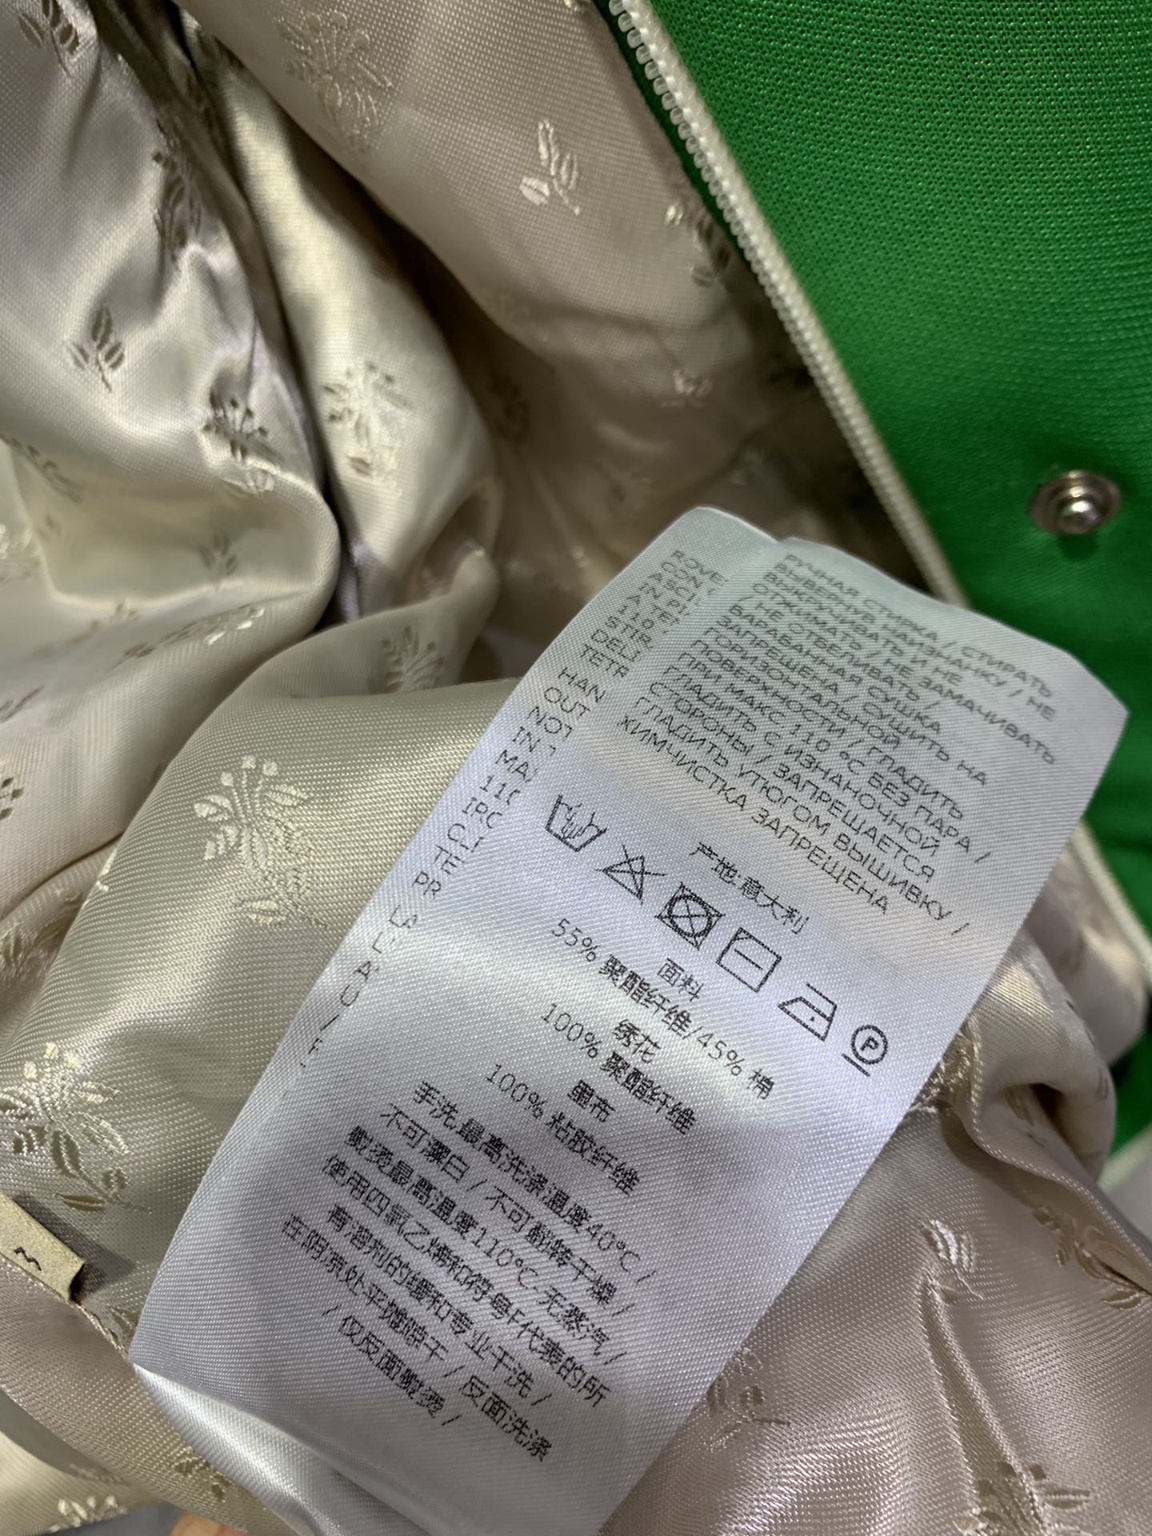 РУЧНАЯ СТИРКА / СТИРАТЬ
ВЫВЕРНУВ НАИЗНАНКУ / НЕ
ВЫКРУЧИВАТЬ И НЕ
ОТЖИМАТЬ / НЕ ЗАМАЧИВАТЬ
/ НЕ ОТБЕЛИВАТЬ /
БАРАБАННАЯ СУШКА
ЗАПРЕЩЕНА / СУШИТЬ НА
ГОРИЗОНТАЛЬНОЙ
ПОВЕРХНОСТИ / ГЛАДИТЬ
ПРИ МАКС 110 °C БЕЗ ПАРА /
ГЛАДИТЬ С ИЗНАНОЧНОЙ
СТОРОНЫ / ЗАПРЕЩАЕТСЯ
ГЛАДИТЬ УТЮГОМ ВЫШИВКУ /
ХИМЧИСТКА ЗАПРЕЩЕНА
HAN
OUT
NOT
IN
产地:意大利
P
面料
55% 聚酯纤维/45% 棉
绣花
100% 聚酯纤维
里布
100% 粘胶纤维
手洗,最高洗涤温度40°C /
不可漂白 / 不可翻转干燥 /
熨烫最高温度110°C-无蒸汽 /
使用四氯乙烯和符号F代表的所
有溶剂的缓和专业干洗 /
在阴凉处平摊晾干 / 反面洗涤
/ 仅反面熨烫 /